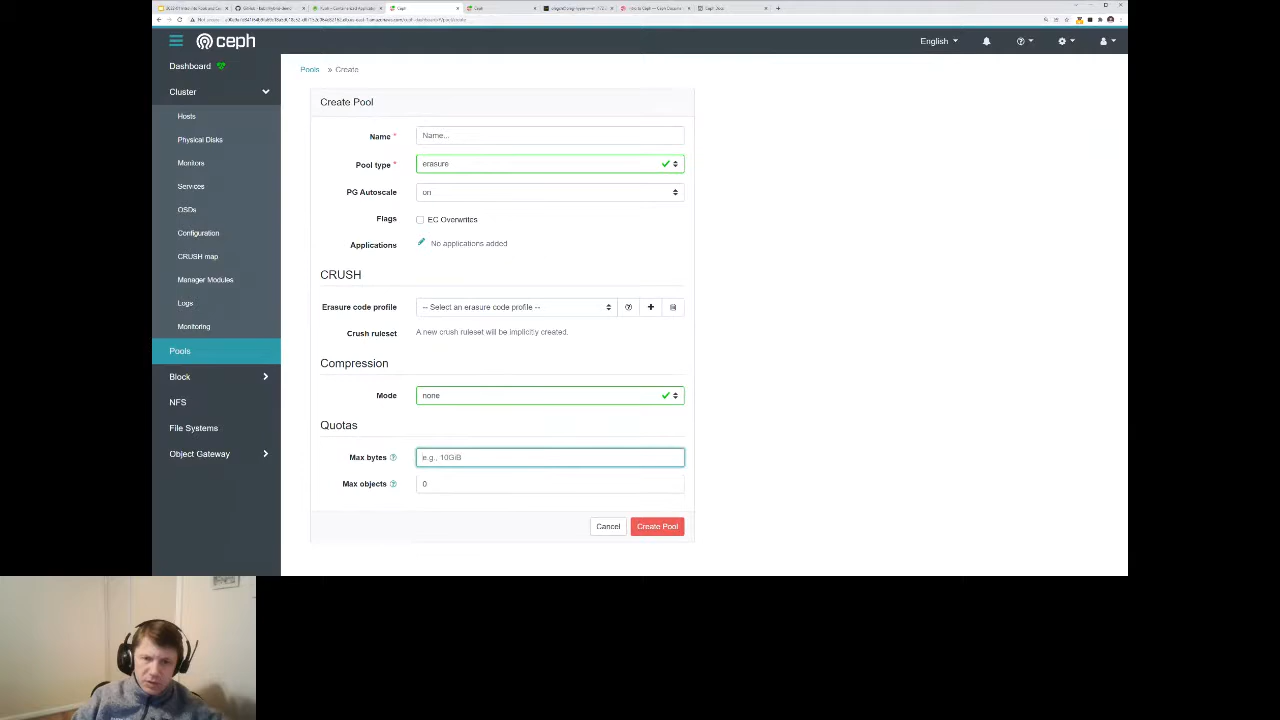 Not secure
ceph
English
Dashboard
Cluster
Hosts
Physical Disks
Monitors
Services
OSDs
Configuration
CRUSH map
Manager Modules
Logs
Monitoring
Pools
Block
NFS
File Systems
Object Gateway
Pools » Create
Create Pool
Name *
Name...
Pool type *
erasure
PG Autoscale
on
Flags
EC Overwrites
Applications
No applications added
CRUSH
Erasure code profile
-- Select an erasure code profile --
Crush ruleset
A new crush ruleset will be implicitly created.
Compression
Mode
none
Quotas
Max bytes
e.g., 10GiB
Max objects
0
Cancel
Create Pool